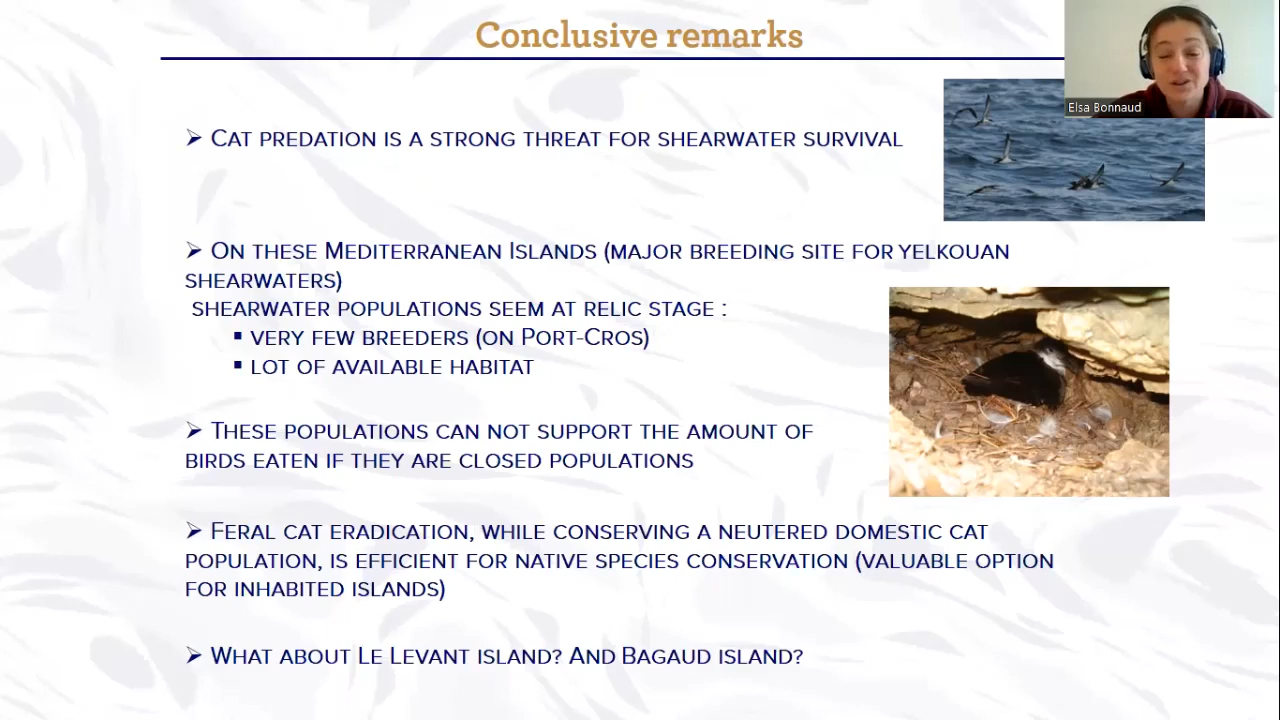 Conclusive remarks
Elsa Bonnaud
➢ CAT PREDATION IS A STRONG THREAT FOR SHEARWATER SURVIVAL
➢ ON THESE MEDITERRANEAN ISLANDS (MAJOR BREEDING SITE FOR YELKOUAN
SHEARWATERS)
SHEARWATER POPULATIONS SEEM AT RELIC STAGE :
▪ VERY FEW BREEDERS (ON PORT-CROS)
▪ LOT OF AVAILABLE HABITAT
➢ THESE POPULATIONS CAN NOT SUPPORT THE AMOUNT OF
BIRDS EATEN IF THEY ARE CLOSED POPULATIONS
➢ FERAL CAT ERADICATION, WHILE CONSERVING A NEUTERED DOMESTIC CAT
POPULATION, IS EFFICIENT FOR NATIVE SPECIES CONSERVATION (VALUABLE OPTION
FOR INHABITED ISLANDS)
➢ WHAT ABOUT LE LEVANT ISLAND? AND BAGAUD ISLAND?